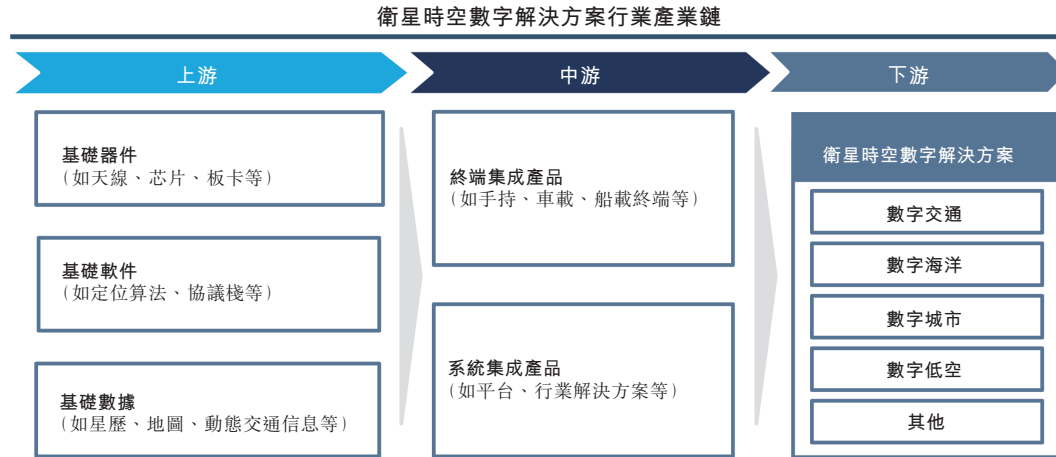 衛星時空數字解決方案行業產業鏈
上游
中游
下游
基礎器件
（如天線、芯片、板卡等）
基礎軟件
（如定位算法、協議棧等）
基礎數據
（如星歷、地圖、動態交通信息等）
終端集成產品
（如手持、車載、船載終端等）
系統集成產品
（如平台、行業解決方案等）
衛星時空數字解決方案
數字交通
數字海洋
數字城市
數字低空
其他